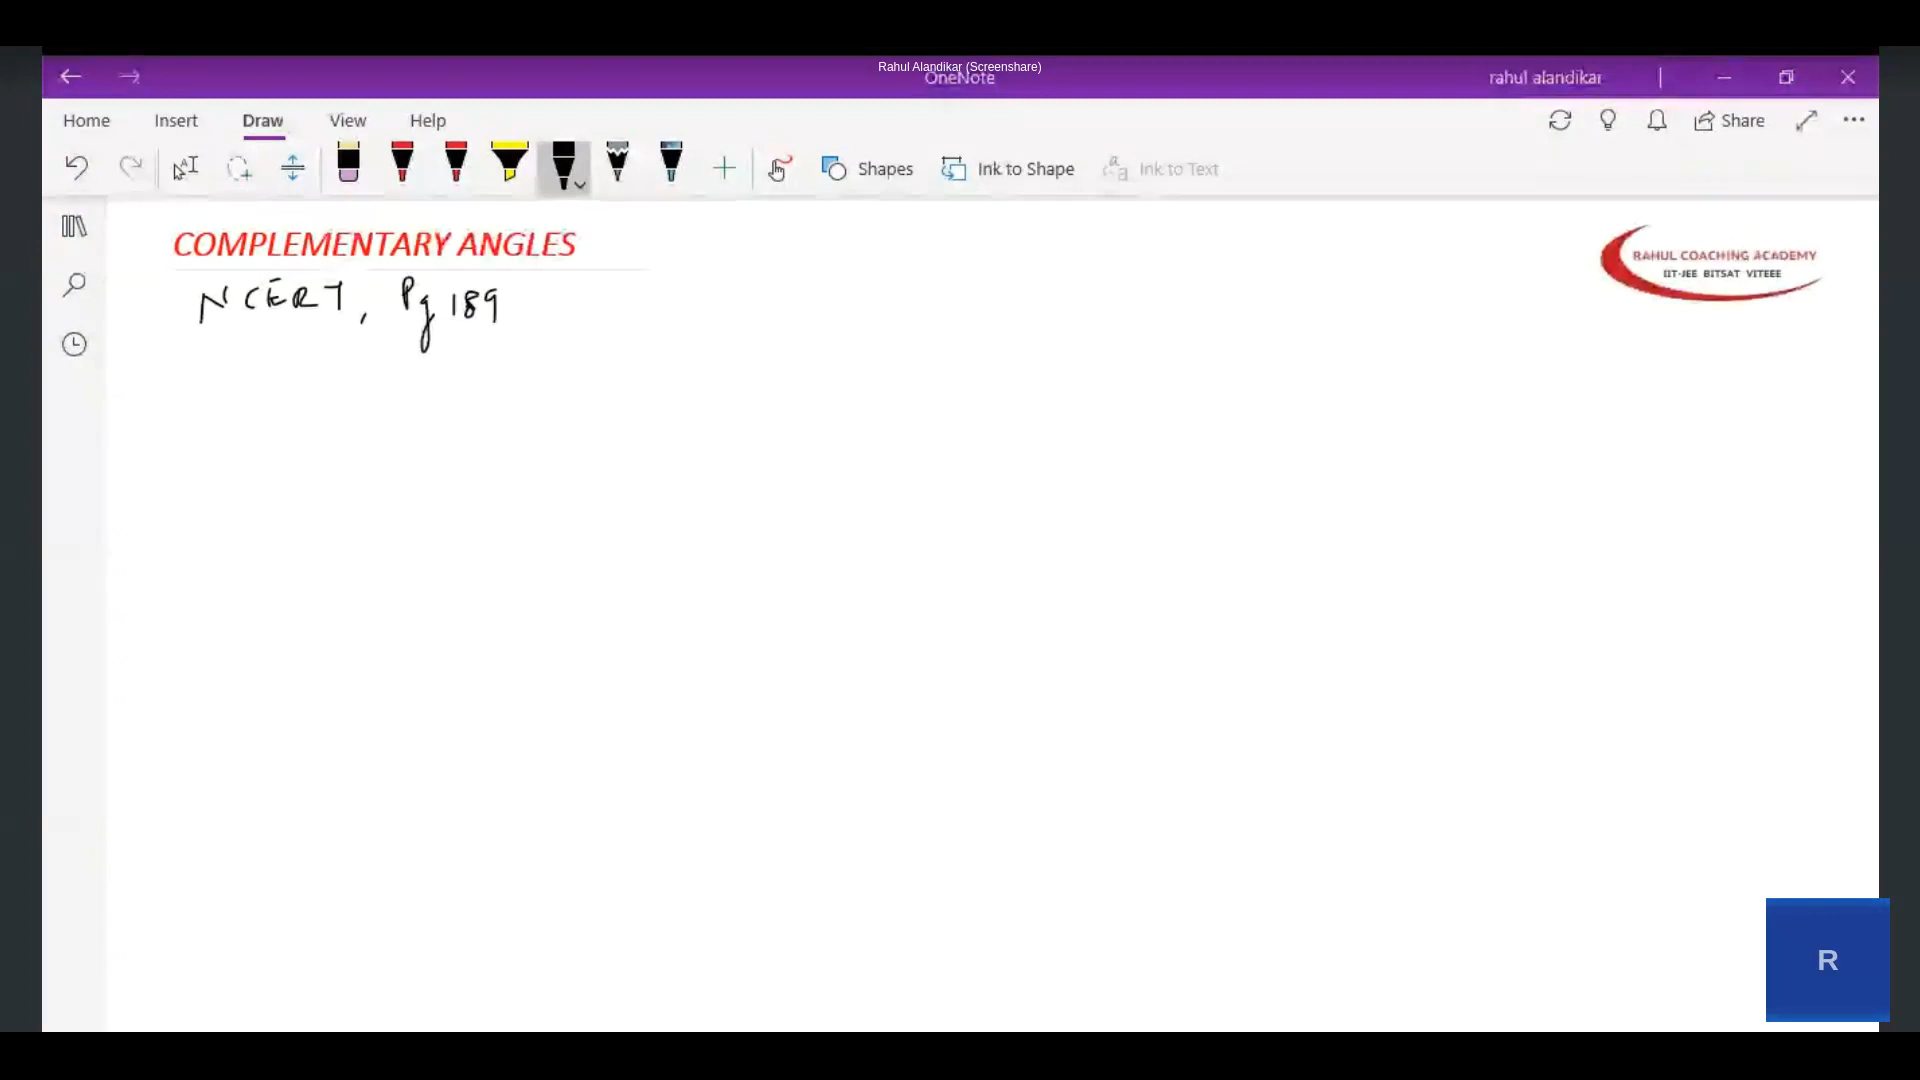 Rahul Alandikar (Screenshare)
OneNote
rahul alandikar
Home Insert Draw View Help
Share
Shapes Ink to Shape Ink to Text
COMPLEMENTARY ANGLES
NCERT, Pg 189
RAHUL COACHING ACADEMY
IIT-JEE BITSAT VITEEE
R